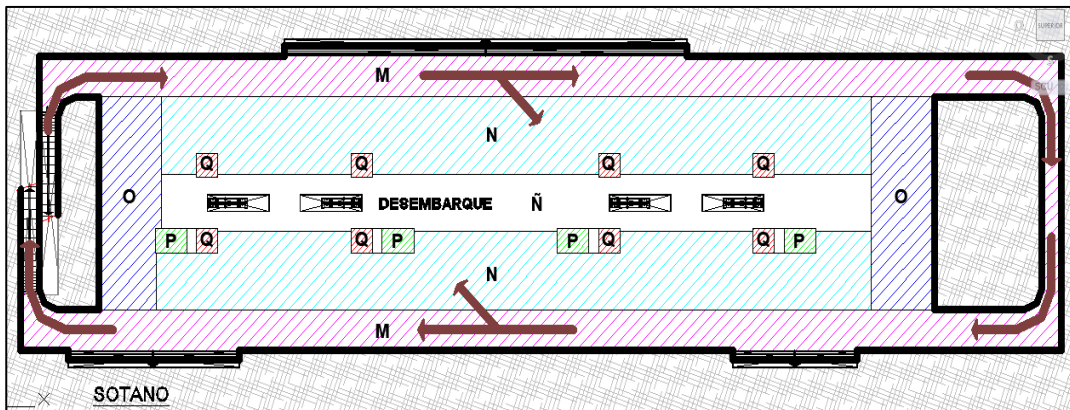 SUPERIOR
M
N
Q Q Q Q
O DESEMBARQUE Ñ O
P Q Q P P Q Q P
N
M
SOTANO
X